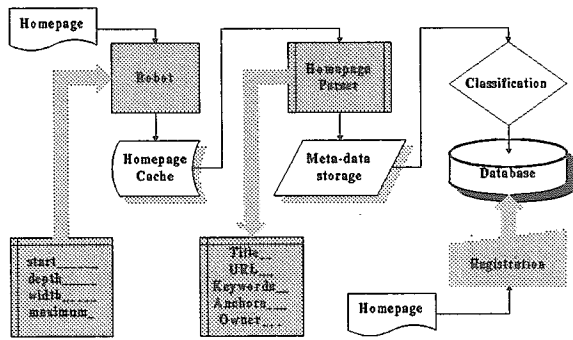 Homepage
Robot
Homepage
Parser
Classification
Homepage
Cache
Meta-data
storage
Database
start
depth
width
maximum
Title
URL
Keywords
Anchors
Owner
Registration
Homepage